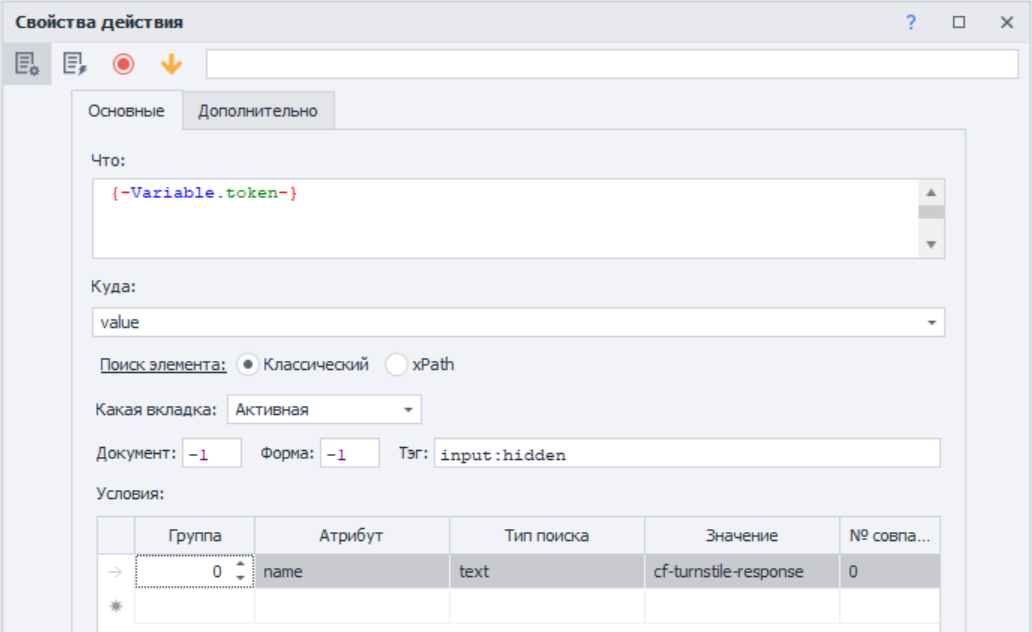 Свойства действия
?
Основные Дополнительно
Что:
{-Variable.token-}
Куда:
value
Поиск элемента: Классический xPath
Какая вкладка: Активная
Документ: -1 Форма: -1 Тэг: input:hidden
Условия:
Группа Атрибут Тип поиска Значение № совпа...
0 name text cf-turnstile-response 0